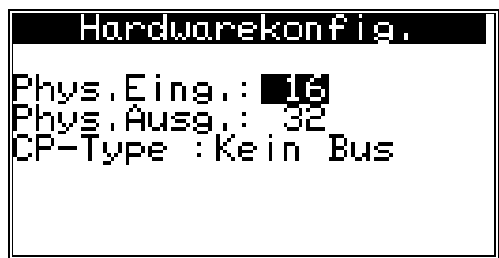 Hardwarekonfig.
Phys.Eing.: 16
Phys.Ausg.: 32
CP-Type :Kein Bus